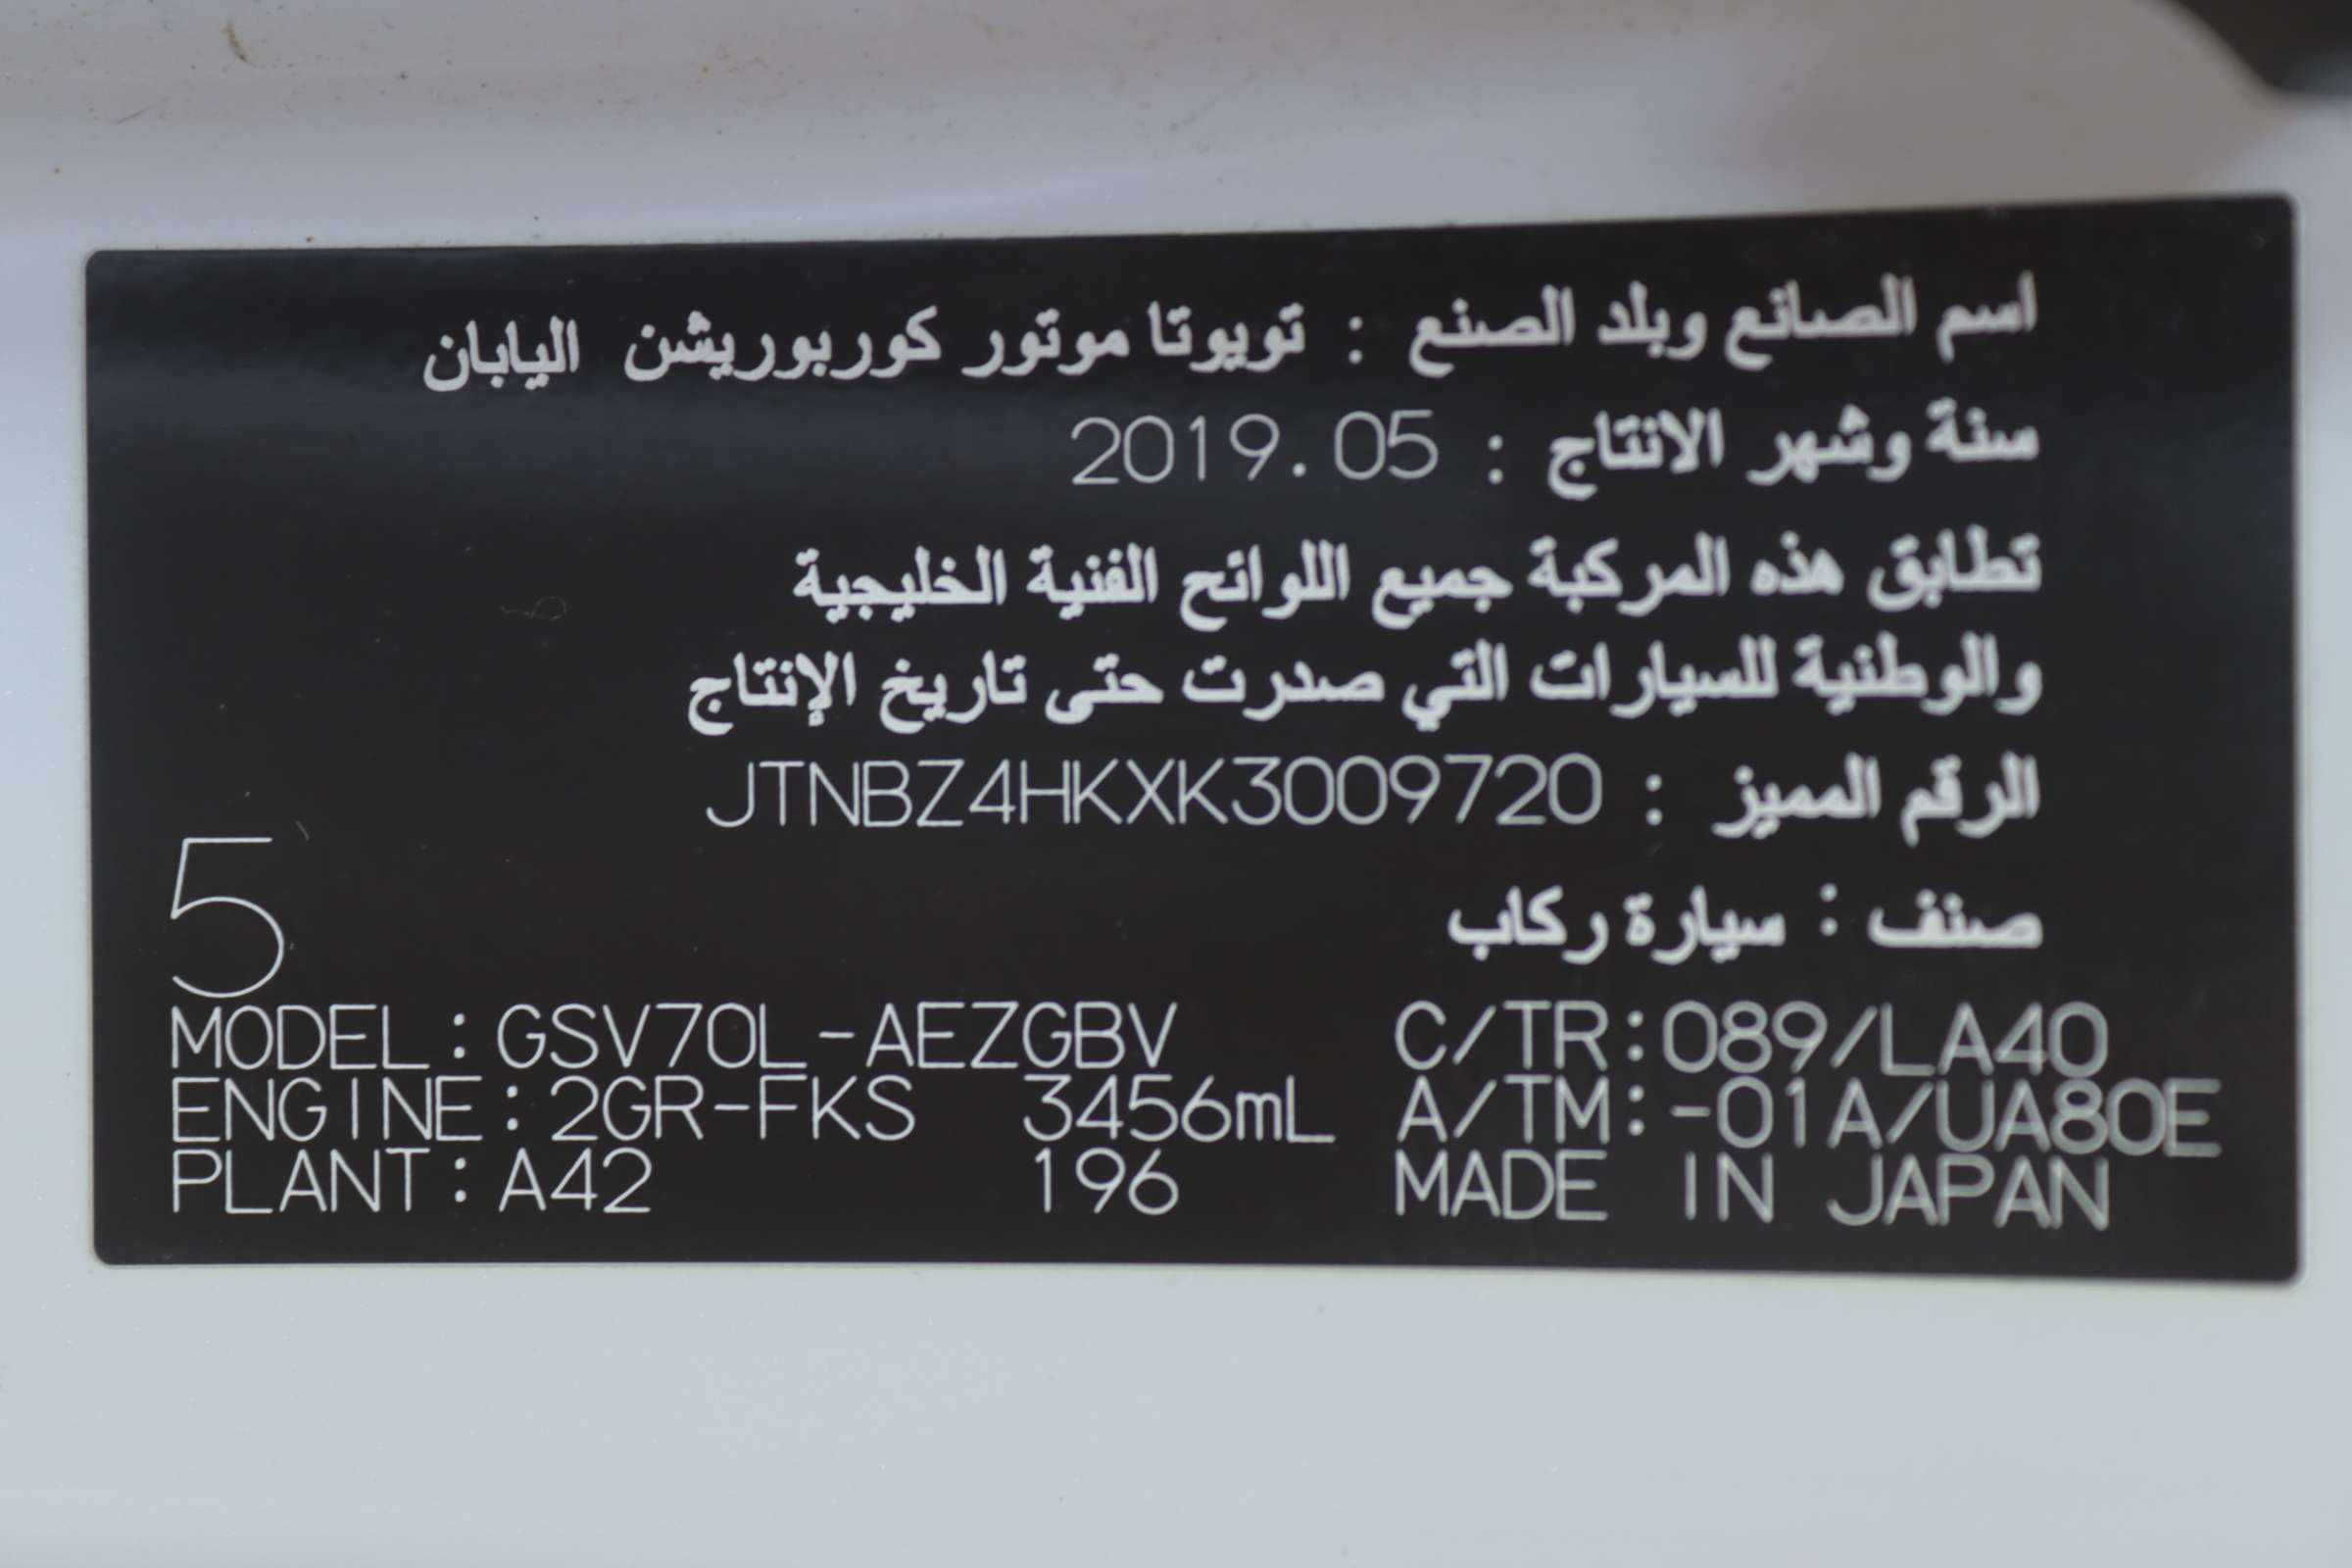 اسم الصانع وبلد الصنع : تويوتا موتور كوربوريشن اليابان
سنة وشهر الانتاج : 2019.05
تطابق هذه المركبة جميع اللوائح الفنية الخليجية
والوطنية للسيارات التي صدرت حتى تاريخ الإنتاج
الرقم المميز : JTNBZ4HKXK3009720
صنف : سيارة ركاب
5
MODEL:GSV70L-AEZGBV C/TR:089/LA40
ENGINE:2GR-FKS 3456mL A/TM:-01A/UA80E
PLANT:A42 196 MADE IN JAPAN